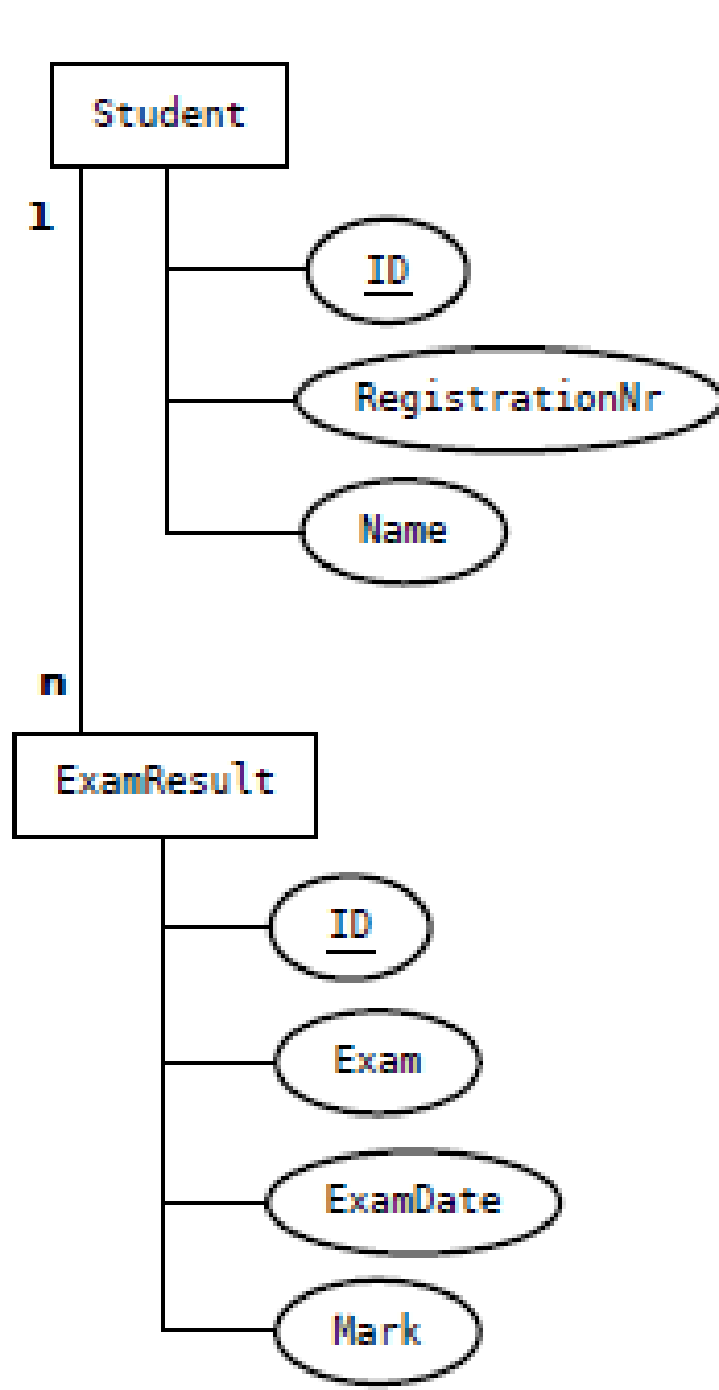 Student
1
ID
RegistrationNr
Name
n
ExamResult
ID
Exam
ExamDate
Mark